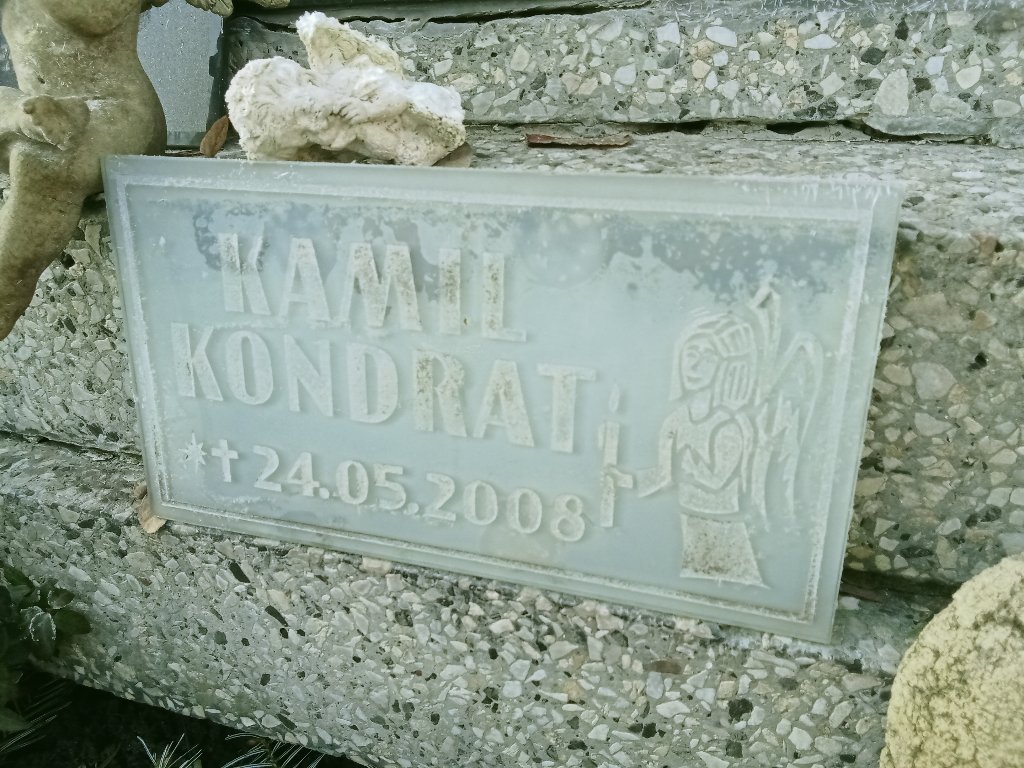 KAMIL
KONDRAT
*✝24.05.2008